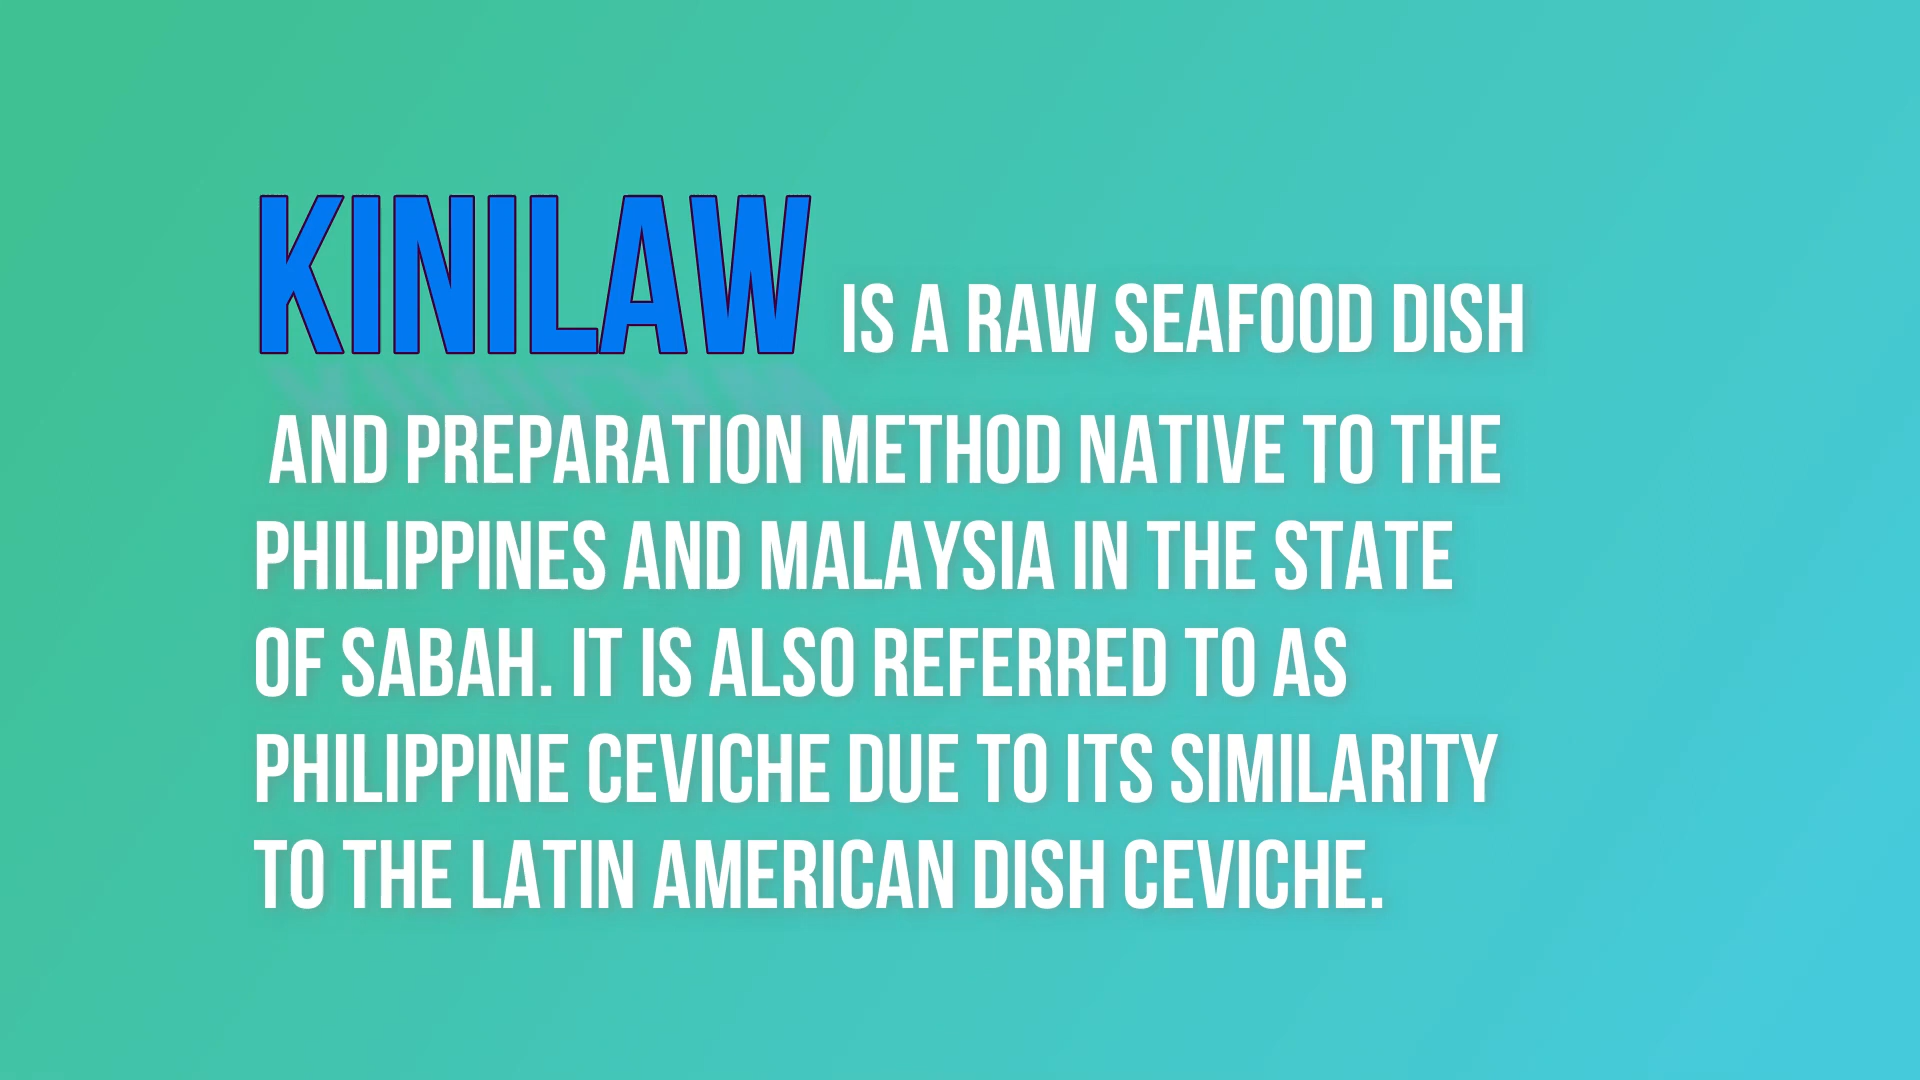 KINILAW IS A RAW SEAFOOD DISH
AND PREPARATION METHOD NATIVE TO THE
PHILIPPINES AND MALAYSIA IN THE STATE
OF SABAH. IT IS ALSO REFERRED TO AS
PHILIPPINE CEVICHE DUE TO ITS SIMILARITY
TO THE LATIN AMERICAN DISH CEVICHE.